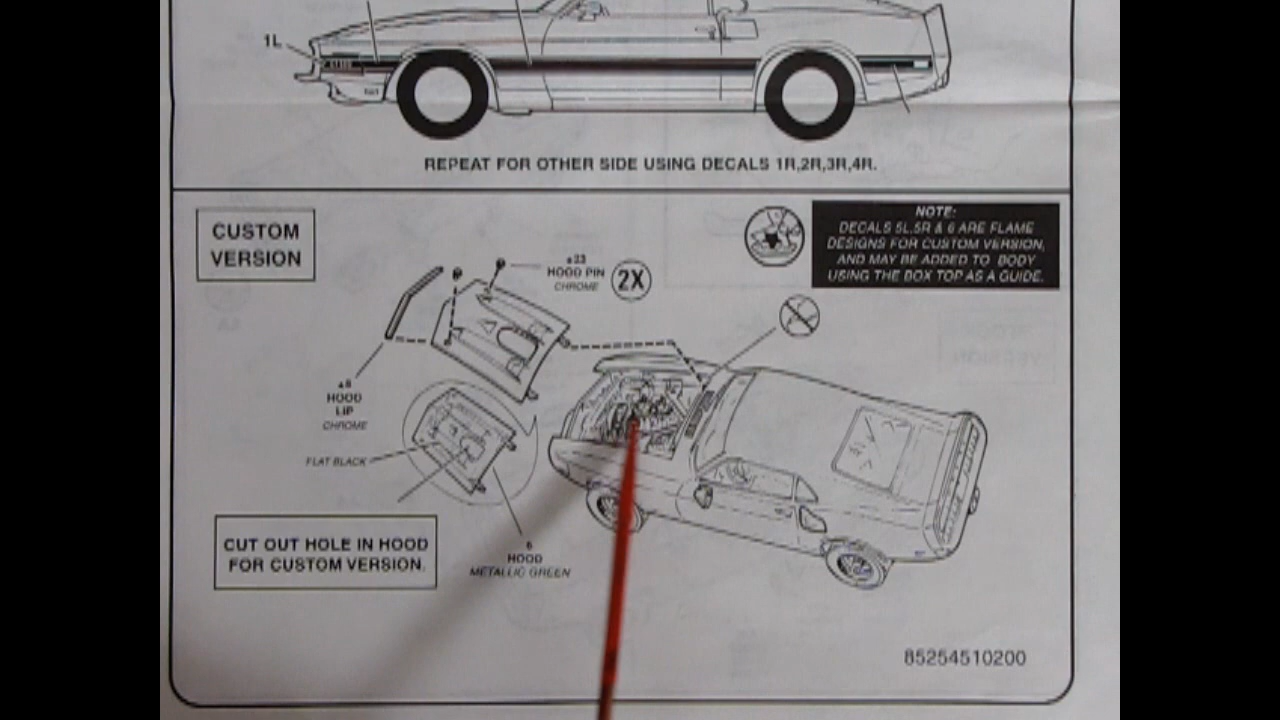 1L
REPEAT FOR OTHER SIDE USING DECALS 1R,2R,3R,4R.
CUSTOM
VERSION
NOTE:
DECALS 5L,5R & 6 ARE FLAME
DESIGNS FOR CUSTOM VERSION,
AND MAY BE ADDED TO BODY
USING THE BOX TOP AS A GUIDE.
HOOD PIN
CHROME
2X
HOOD
LIP
CHROME
FLAT BLACK
CUT OUT HOLE IN HOOD
FOR CUSTOM VERSION.
6
HOOD
METALLIC GREEN
85254510200